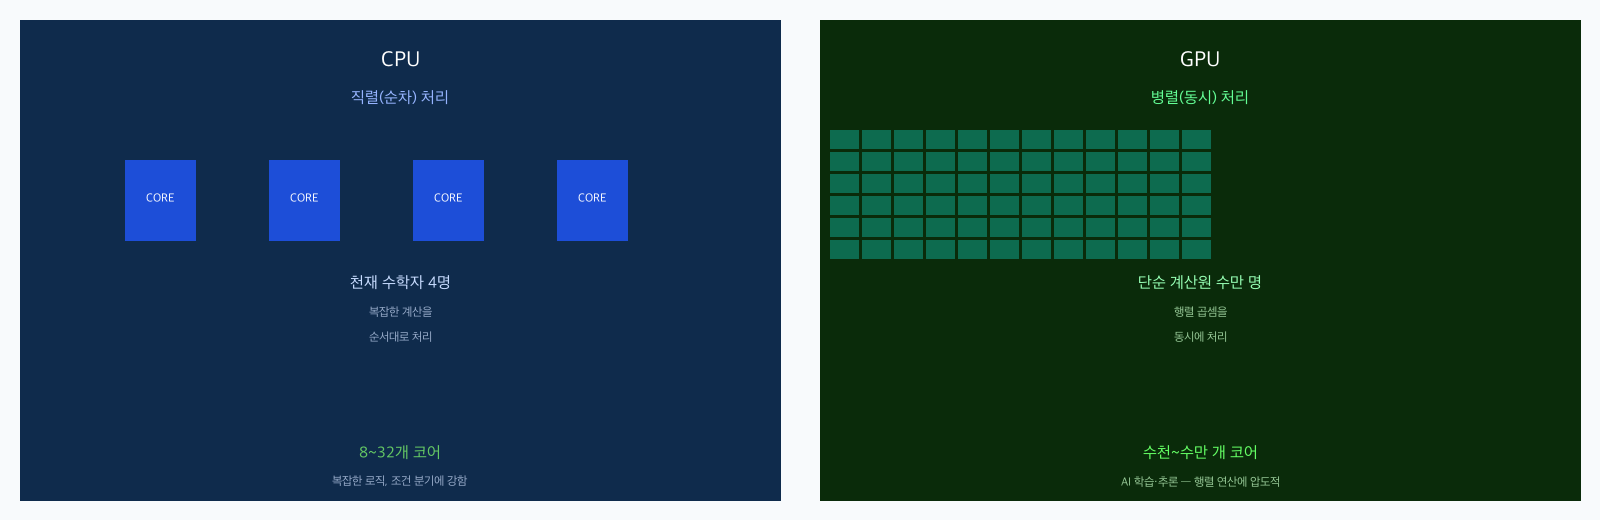 CPU
직렬(순차) 처리
CORE
CORE
CORE
CORE
천재 수학자 4명
복잡한 계산을
순서대로 처리
8~32개 코어
복잡한 로직, 조건 분기에 강함
GPU
병렬(동시) 처리
단순 계산원 수만 명
행렬 곱셈을
동시에 처리
수천~수만 개 코어
AI 학습·추론 — 행렬 연산에 압도적